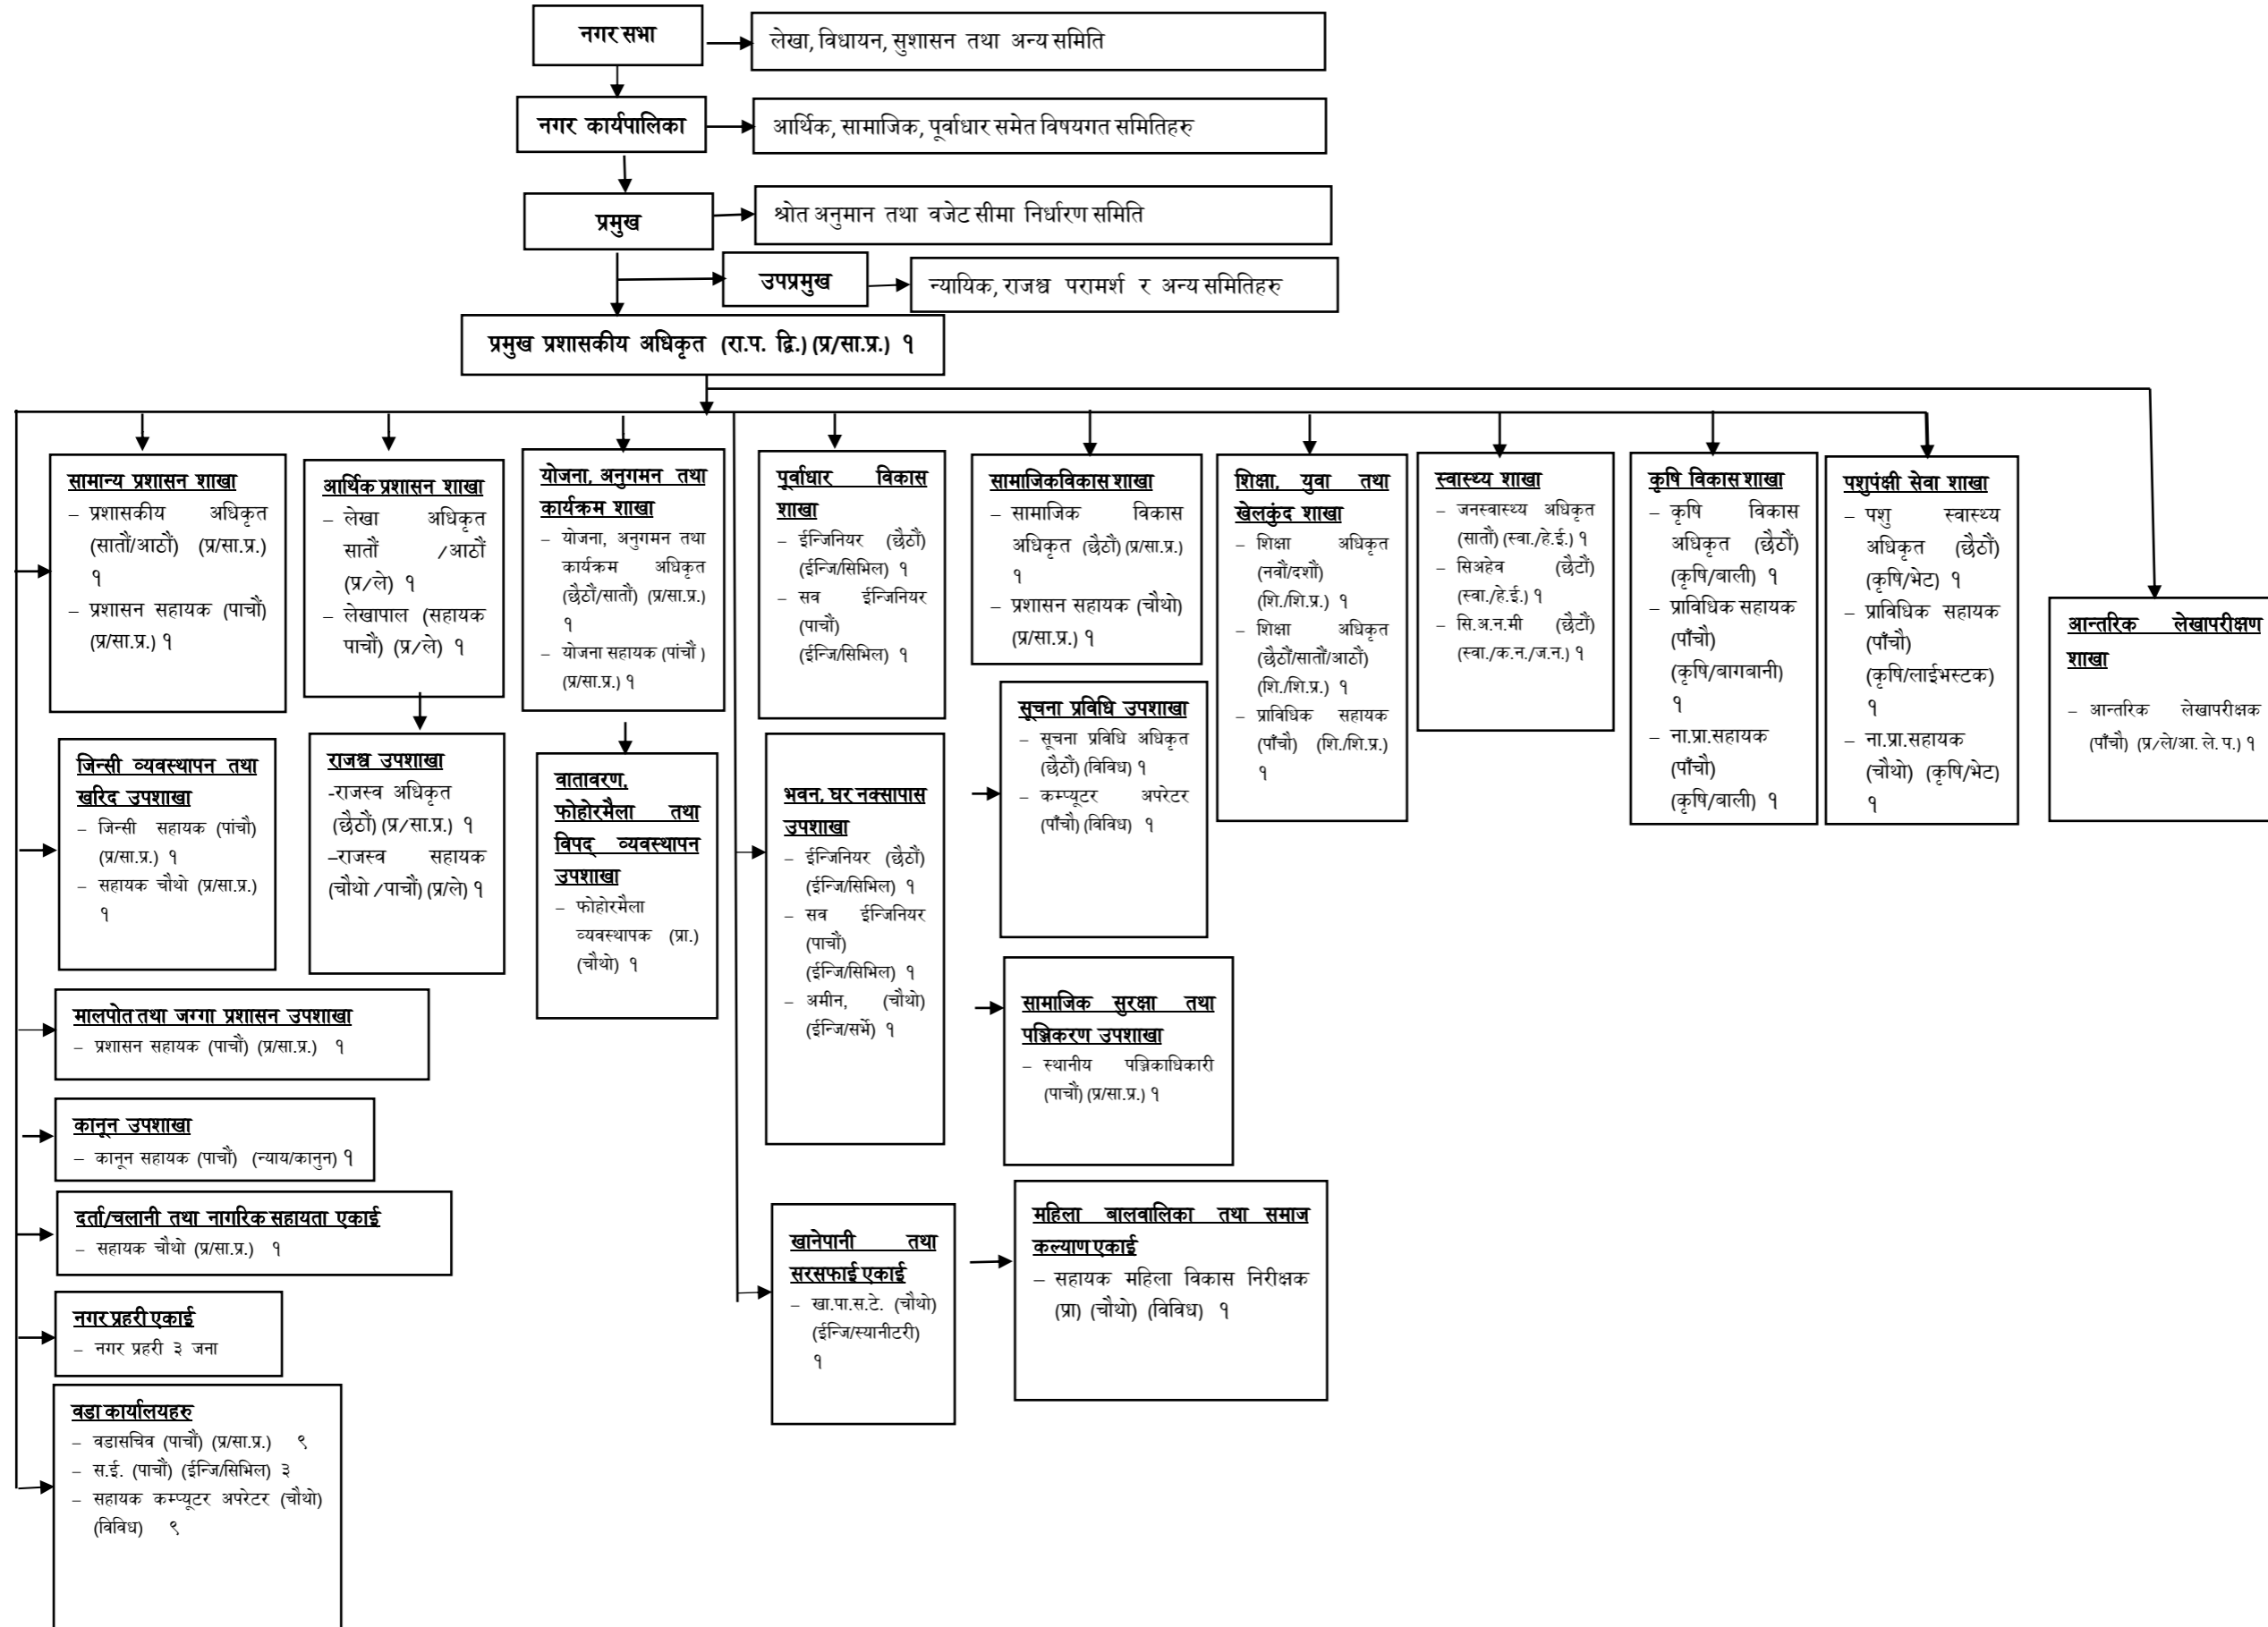 नगर सभा
लेखा, विधायन, सुशासन तथा अन्य समिति
नगर कार्यपालिका
आर्थिक, सामाजिक, पूर्वाधार समेत विषयगत समितिहरु
प्रमुख
श्रोत अनुमान तथा वजेट सीमा निर्धारण समिति
उपप्रमुख
न्यायिक, राजश्व परामर्श र अन्य समितिहरु
प्रमुख प्रशासकीय अधिकृत (रा.प. द्वि.) (प्र/सा.प्र.) १
सामान्य प्रशासन शाखा
– प्रशासकीय अधिकृत
(सातौं/आठौं) (प्र/सा.प्र.)
१
– प्रशासन सहायक (पाचौं)
(प्र/सा.प्र.) १
आर्थिक प्रशासन शाखा
– लेखा अधिकृत
सातौं /आठौं
(प्र/ले) १
– लेखापाल (सहायक
पाचौं) (प्र/ले) १
योजना, अनुगमन तथा
कार्यक्रम शाखा
– योजना, अनुगमन तथा
कार्यक्रम अधिकृत
(छैठौं/सातौं) (प्र/सा.प्र.)
१
– योजना सहायक (पांचौं )
(प्र/सा.प्र.) १
पूर्वाधार विकास
शाखा
– ईन्जिनियर (छैठौं)
(ईन्जि/सिभिल) १
– सव ईन्जिनियर
(पाचौं)
(ईन्जि/सिभिल) १
सामाजिकविकास शाखा
– सामाजिक विकास
अधिकृत (छैठौं) (प्र/सा.प्र.)
१
– प्रशासन सहायक (चौथो)
(प्र/सा.प्र.) १
शिक्षा, युवा तथा
खेलकुंद शाखा
– शिक्षा अधिकृत
(नवौं/दशौं)
(शि./शि.प्र.) १
– शिक्षा अधिकृत
(छैठौं/सातौं/आठौं)
(शि./शि.प्र.) १
– प्राविधिक सहायक
(पाँचौ) (शि./शि.प्र.)
१
स्वास्थ्य शाखा
– जनस्वास्थ्य अधिकृत
(सातौं) (स्वा./हे.ई.) १
– सिअहेव (छैटौं)
(स्वा./हे.ई.) १
– सि.अ.न.मी (छैटौं)
(स्वा./क.न./ज.न.) १
कृषि विकास शाखा
– कृषि विकास
अधिकृत (छैठौं)
(कृषि/बाली) १
– प्राविधिक सहायक
(पाँचौ)
(कृषि/बागबानी)
१
– ना.प्रा.सहायक
(पाँचौ)
(कृषि/बाली) १
पशुपंक्षी सेवा शाखा
– पशु स्वास्थ्य
अधिकृत (छैठौं)
(कृषि/भेट) १
– प्राविधिक सहायक
(पाँचौ)
(कृषि/लाईभस्टक)
१
– ना.प्रा.सहायक
(चौथो) (कृषि/भेट)
१
आन्तरिक लेखापरीक्षण
शाखा
– आन्तरिक लेखापरीक्षक
(पाँचौ) (प्र/ले/आ. ले. प.) १
जिन्सी व्यवस्थापन तथा
खरिद उपशाखा
– जिन्सी सहायक (पांचौ)
(प्र/सा.प्र.) १
– सहायक चौथो (प्र/सा.प्र.)
१
राजश्व उपशाखा
-राजस्व अधिकृत
(छैठौं) (प्र/सा.प्र.) १
–राजस्व सहायक
(चौथो /पाचौं) (प्र/ले) १
वातावरण,
फोहोरमैला तथा
विपद् व्यवस्थापन
उपशाखा
– फोहोरमैला
व्यवस्थापक (प्रा.)
(चौथो) १
भवन, घर नक्सापास
उपशाखा
– ईन्जिनियर (छैठौं)
(ईन्जि/सिभिल) १
– सव ईन्जिनियर
(पाचौं)
(ईन्जि/सिभिल) १
– अमीन, (चौथो)
(ईन्जि/सर्भे) १
सूचना प्रविधि उपशाखा
– सूचना प्रविधि अधिकृत
(छैठौं) (विविध) १
– कम्प्यूटर अपरेटर
(पाँचौ) (विविध) १
सामाजिक सुरक्षा तथा
पञ्जिकरण उपशाखा
– स्थानीय पञ्जिकाधिकारी
(पाचौं) (प्र/सा.प्र.) १
मालपोत तथा जग्गा प्रशासन उपशाखा
– प्रशासन सहायक (पाचौं) (प्र/सा.प्र.) १
कानून उपशाखा
– कानून सहायक (पाचौं) (न्याय/कानुन) १
दर्ता/चलानी तथा नागरिक सहायता एकाई
– सहायक चौथो (प्र/सा.प्र.) १
नगर प्रहरी एकाई
– नगर प्रहरी ३ जना
वडा कार्यालयहरु
– वडासचिव (पाचौं) (प्र/सा.प्र.) ९
– स.ई. (पाचौं) (ईन्जि/सिभिल) ३
– सहायक कम्प्यूटर अपरेटर (चौथो)
(विविध) ९
खानेपानी तथा
सरसफाई एकाई
– खा.पा.स.टे. (चौथो)
(ईन्जि/स्यानीटरी)
१
महिला बालवालिका तथा समाज
कल्याण एकाई
– सहायक महिला विकास निरीक्षक
(प्रा) (चौथो) (विविध) १